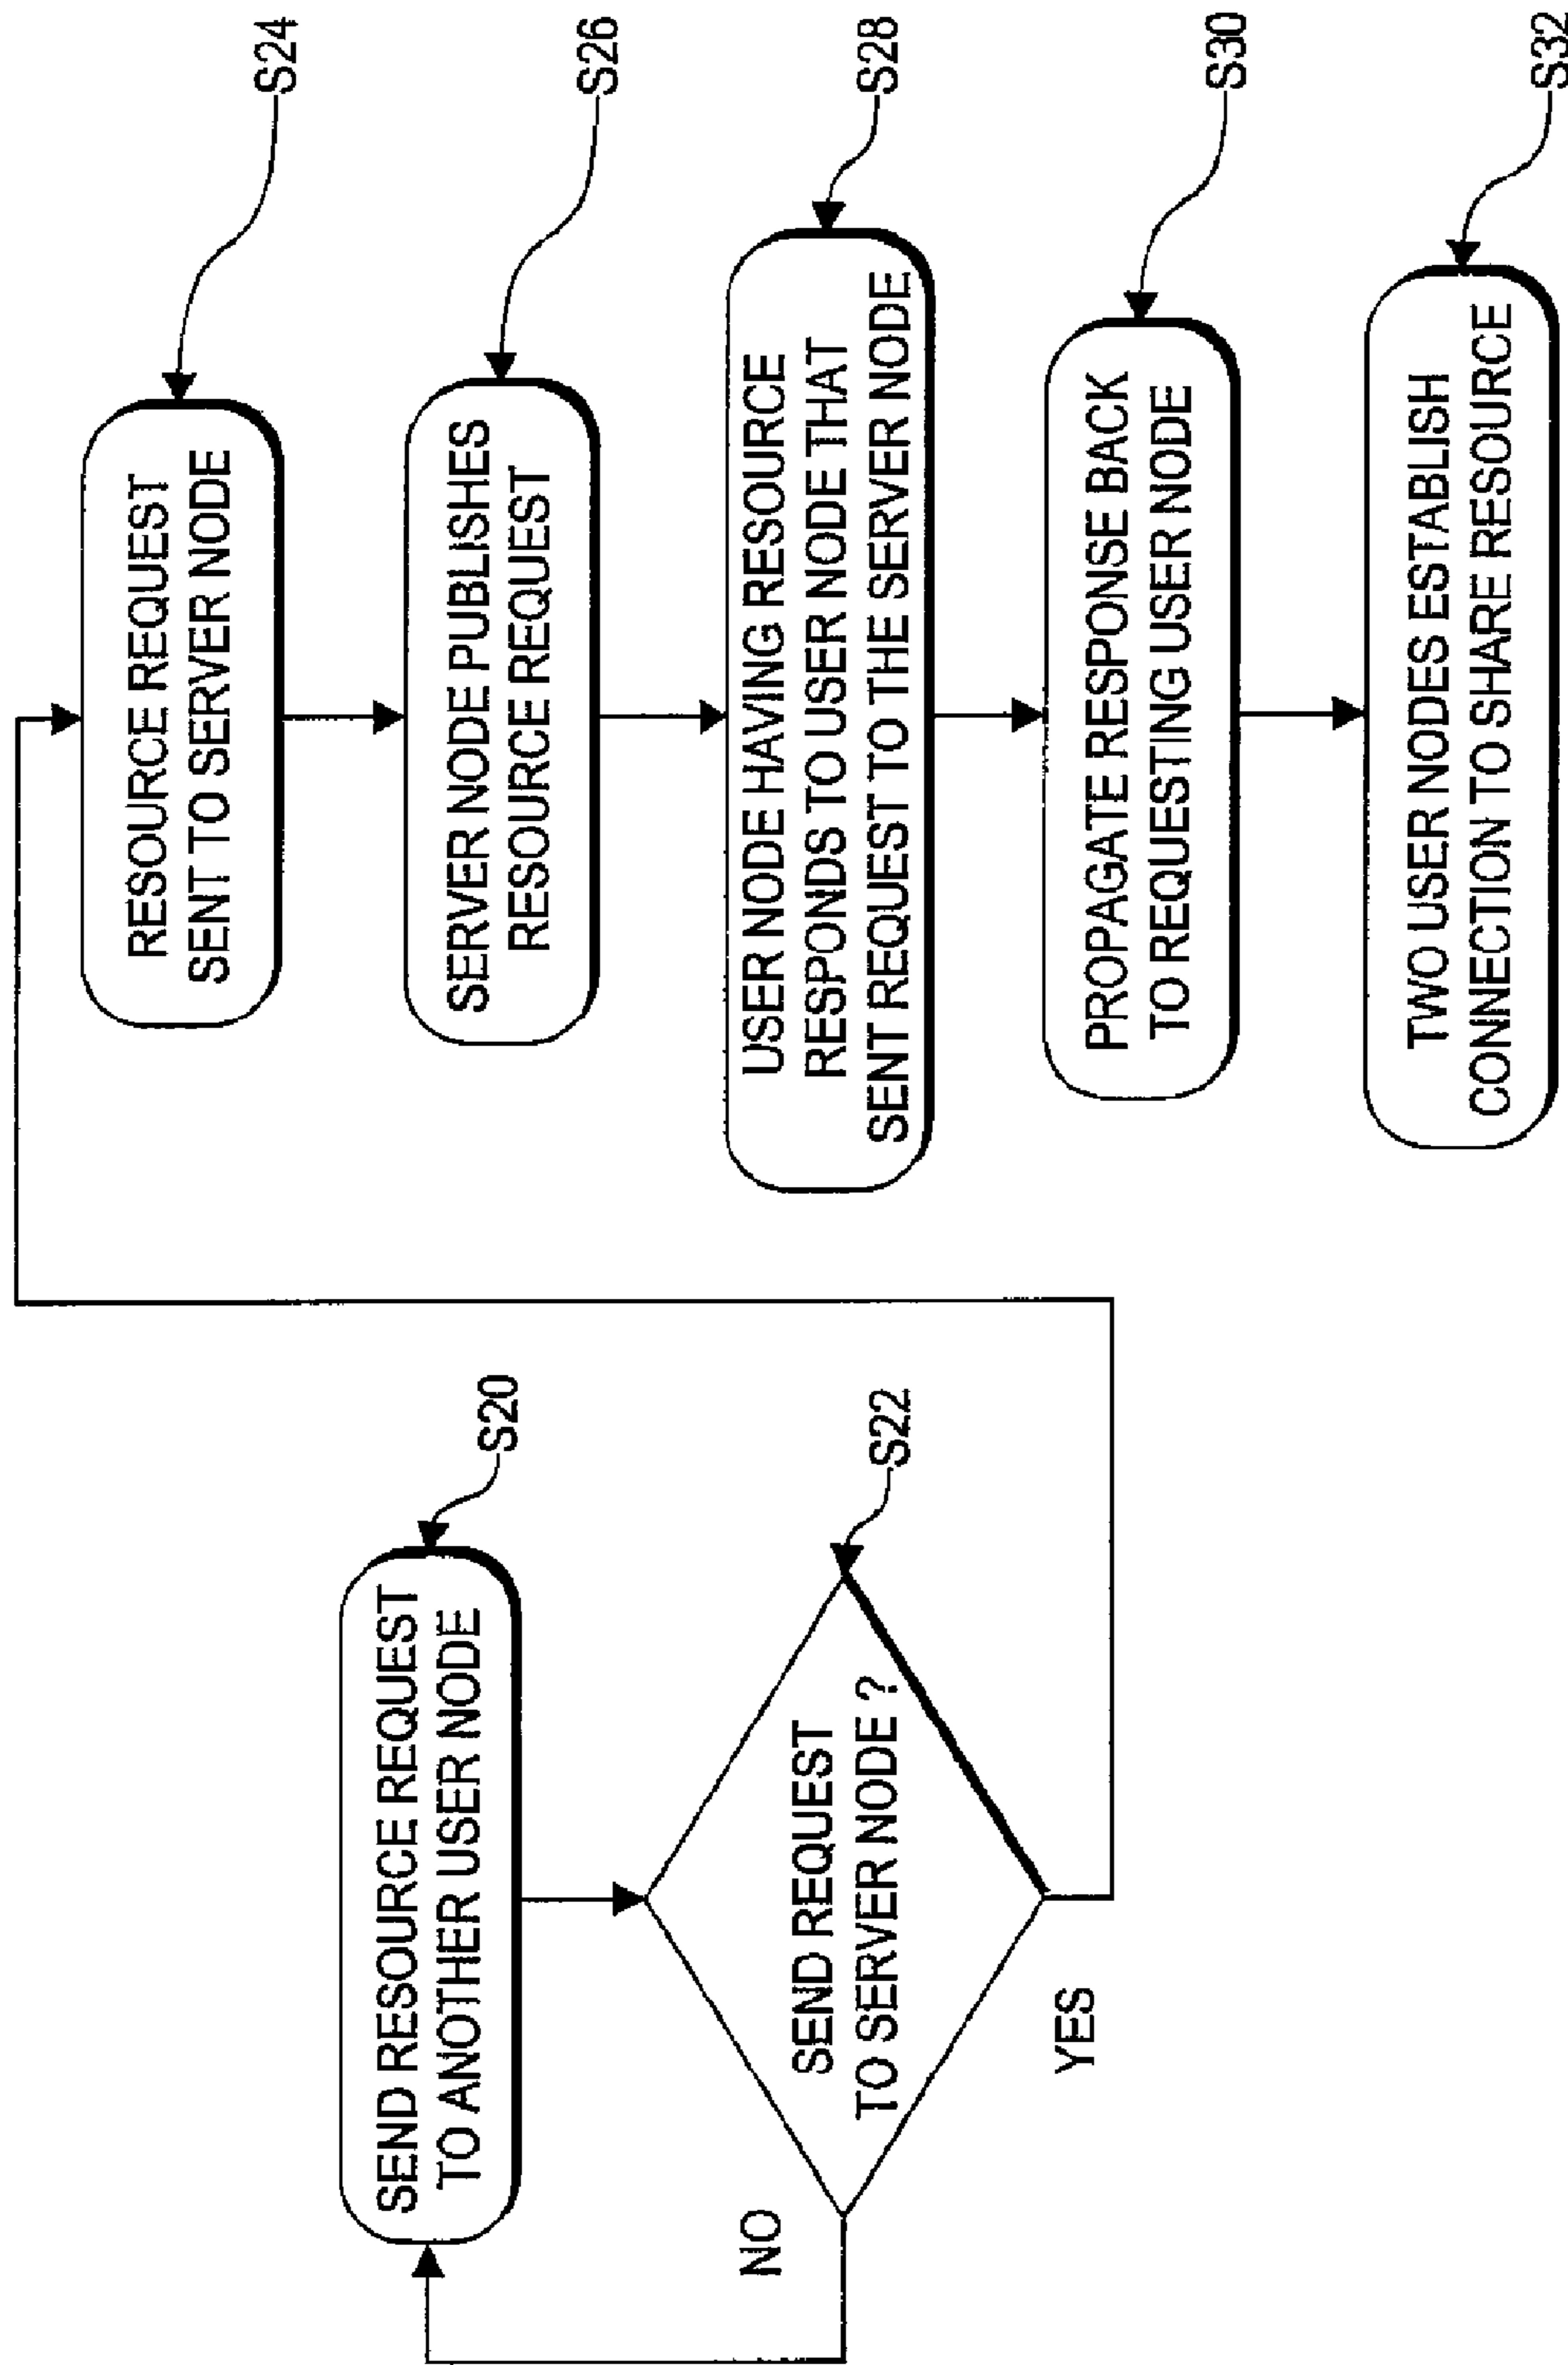 SEND RESOURCE REQUEST
TO ANOTHER USER NODE
S20
SEND REQUEST
TO SERVER NODE ?
S22
NO
YES
RESOURCE REQUEST
SENT TO SERVER NODE
S24
SERVER NODE PUBLISHES
RESOURCE REQUEST
S26
USER NODE HAVING RESOURCE
RESPONDS TO USER NODE THAT
SENT REQUEST TO THE SERVER NODE
S28
PROPAGATE RESPONSE BACK
TO REQUESTING USER NODE
S30
TWO USER NODES ESTABLISH
CONNECTION TO SHARE RESOURCE
S32